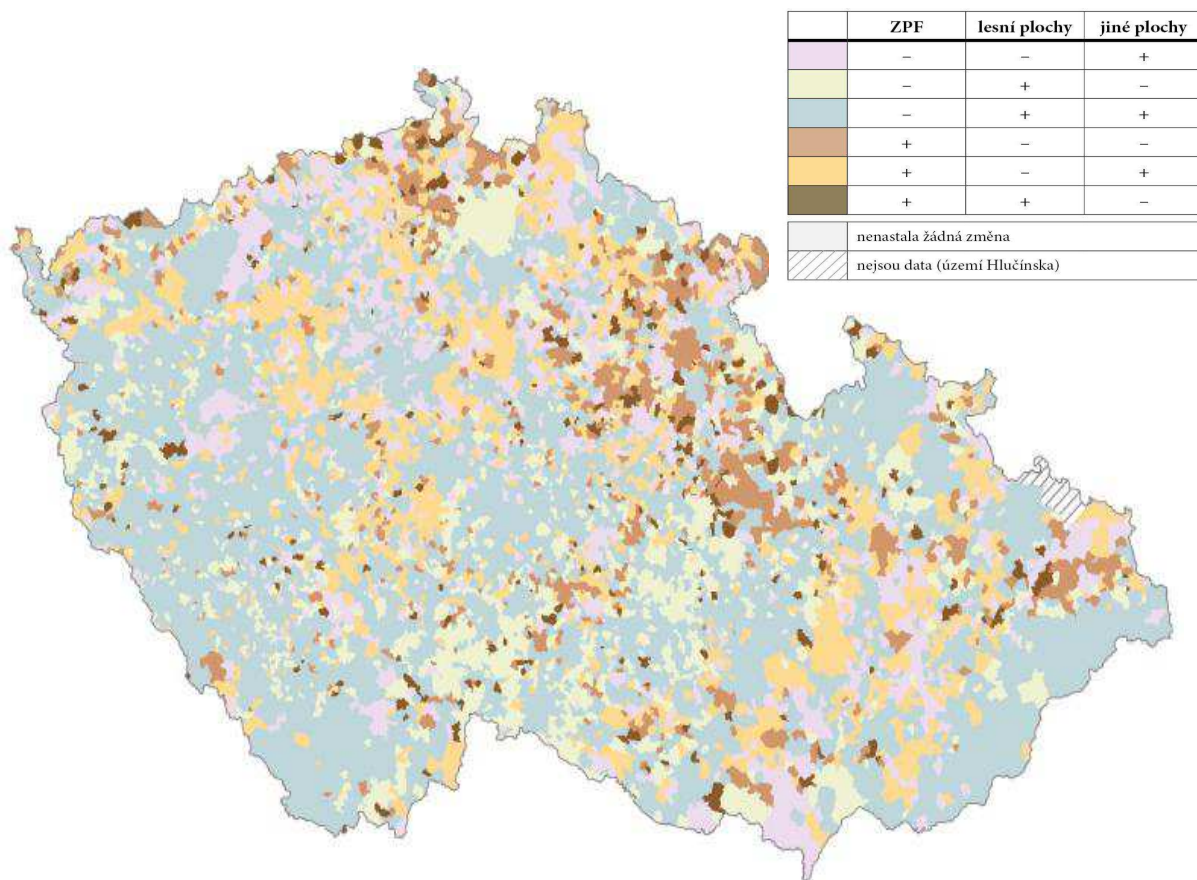 ZPF lesní plochy jiné plochy
– – +
– + –
– + +
+ – –
+ – +
+ + –
nenastala žádná změna
nejsou data (území Hlučínska)